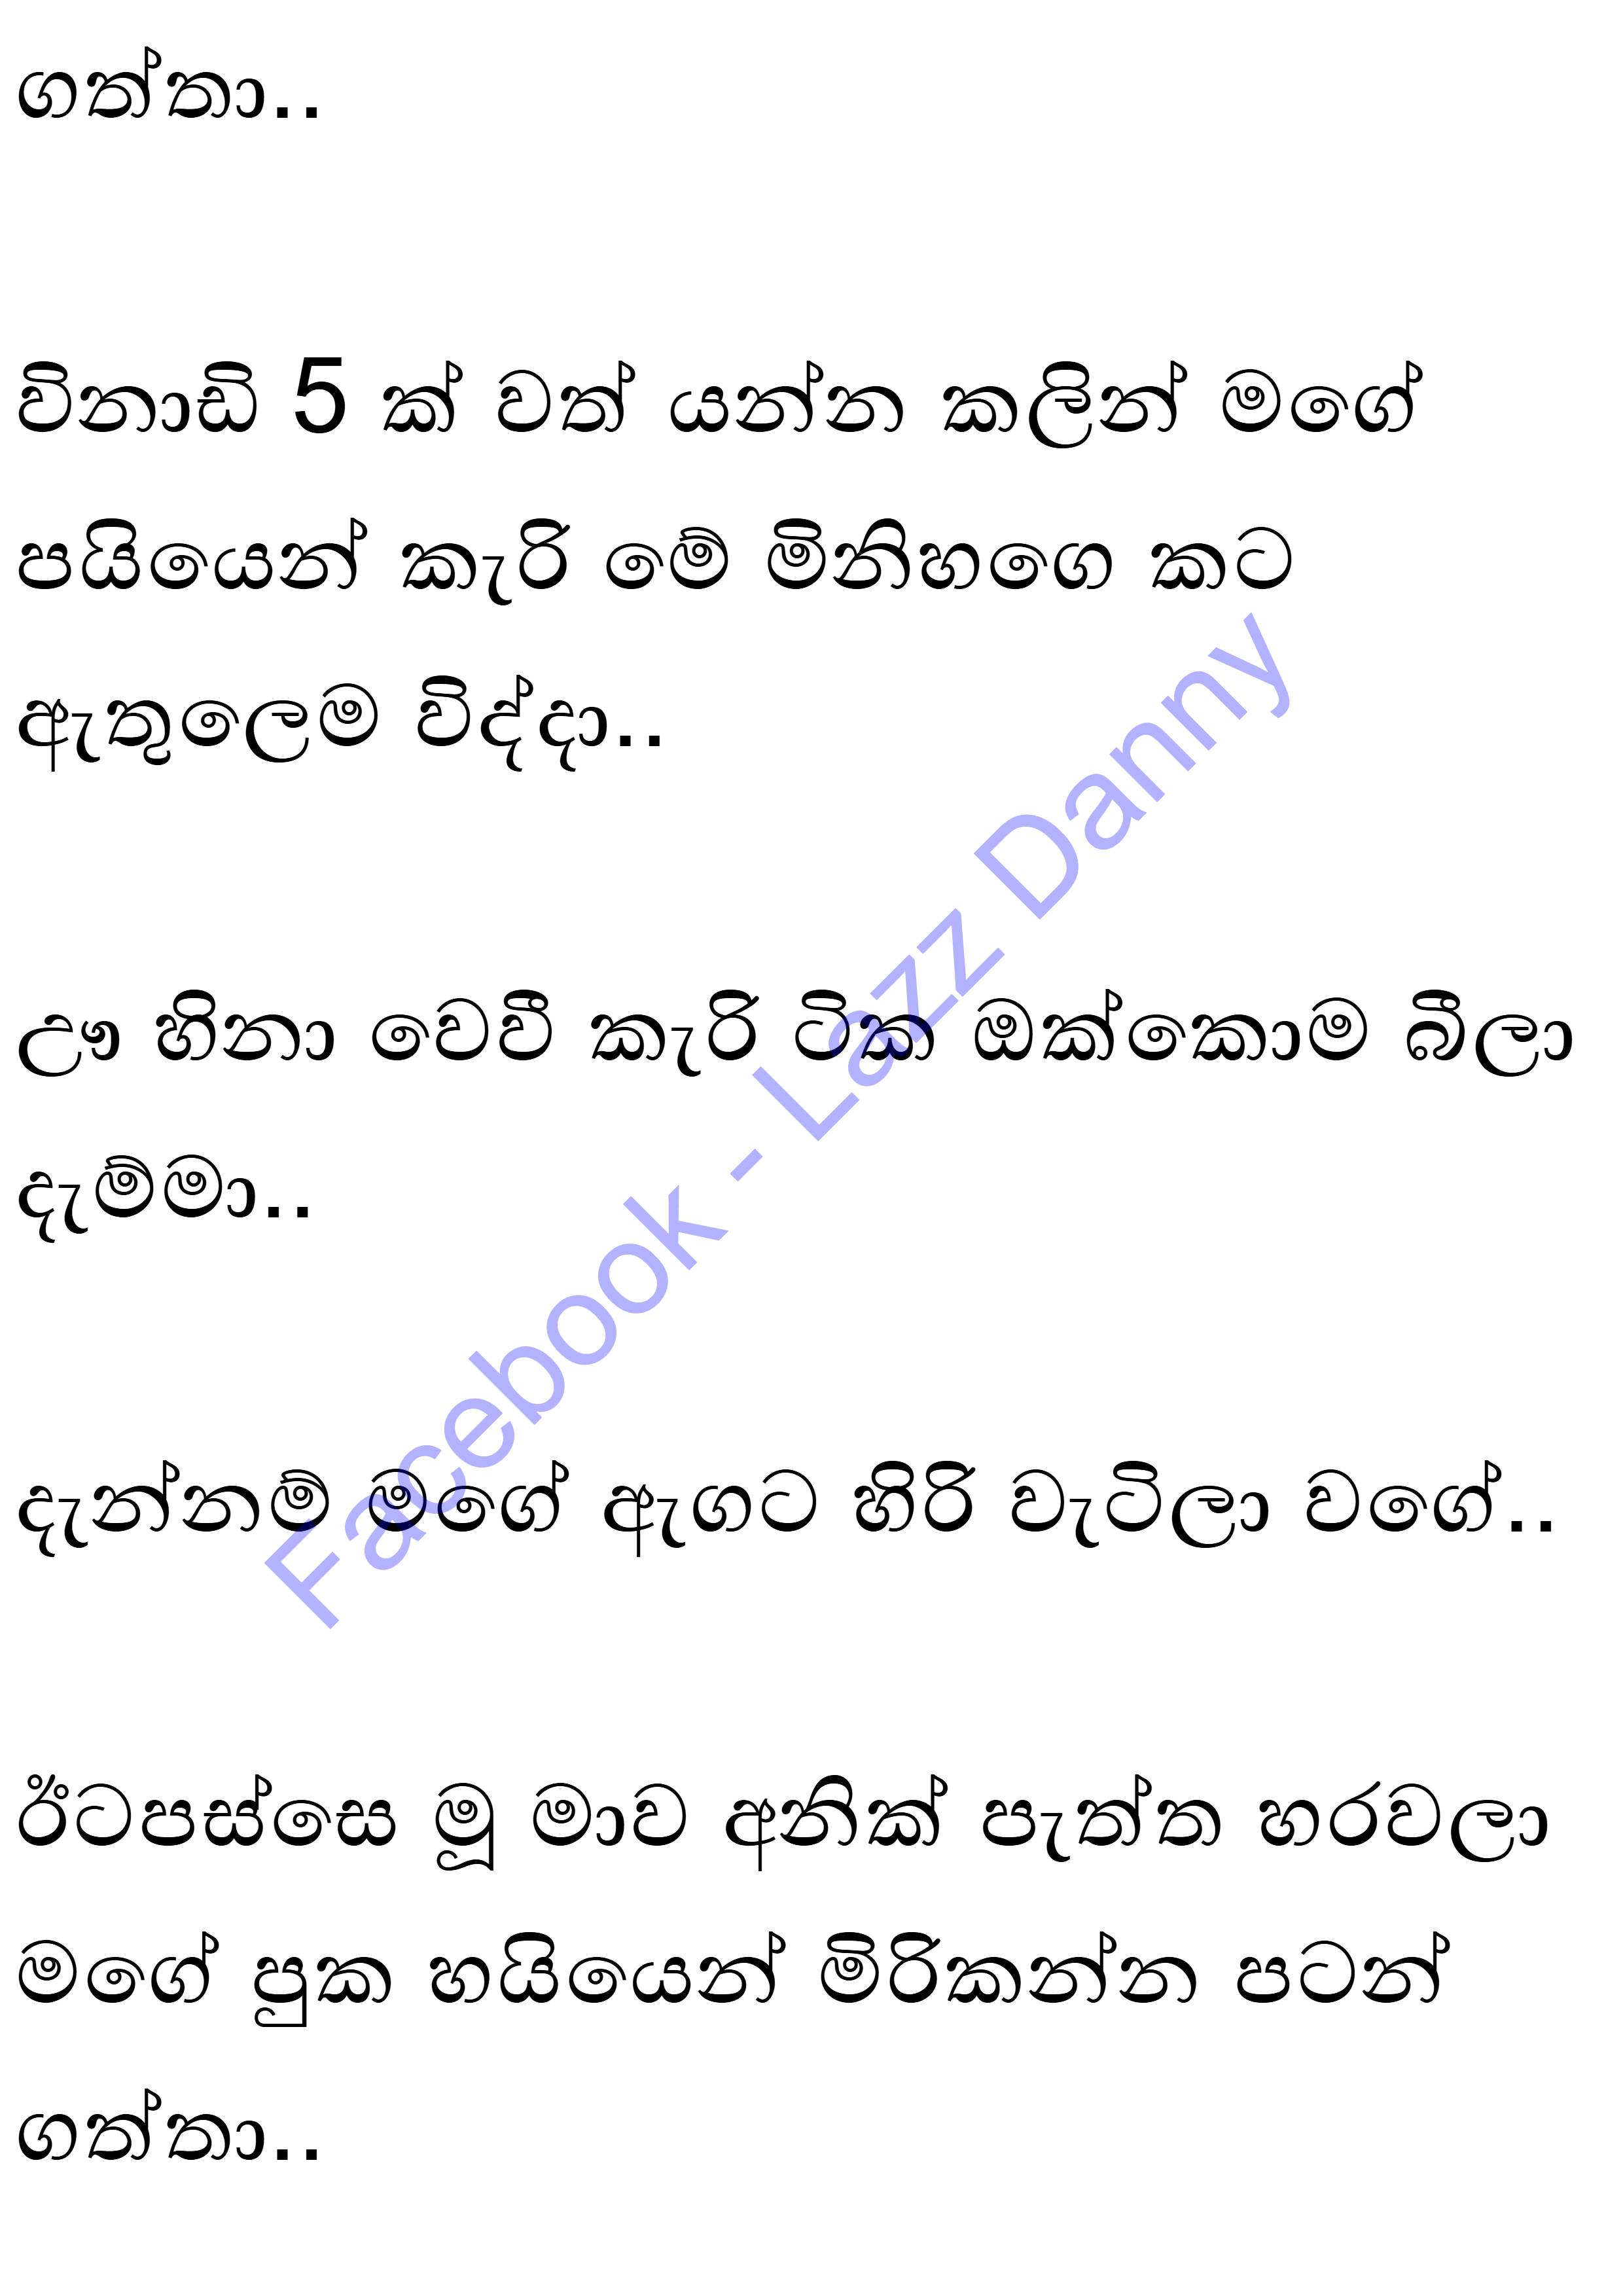 ගත්තා..
විනාඩි 5 ක් වත් යන්න කලින් මගේ
පයියෙන් කැරි මේ මිනිහගෙ කට
ඇතුලෙම විද්දා..
ඌ හිනා වෙවී කැරි ටික ඔක්කොම බීලා
දැම්මා..
දැන්නම් මගේ ඇගට හිරි වැටිලා වගේ..
ඊටපස්සෙ මූ මාව අනික් පැත්ත හරවලා
මගේ පුක හයියෙන් මිරිකන්න පටන්
ගත්තා..
Facebook - Lazz Danny